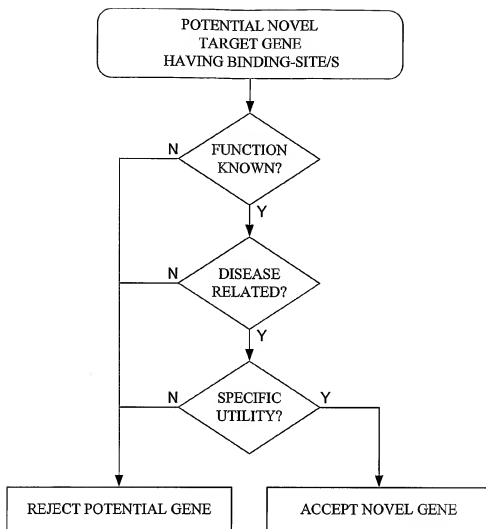 POTENTIAL NOVEL
TARGET GENE
HAVING BINDING-SITE/S
N
FUNCTION
KNOWN?
Y
N
DISEASE
RELATED?
Y
N
SPECIFIC
UTILITY?
Y
REJECT POTENTIAL GENE
ACCEPT NOVEL GENE